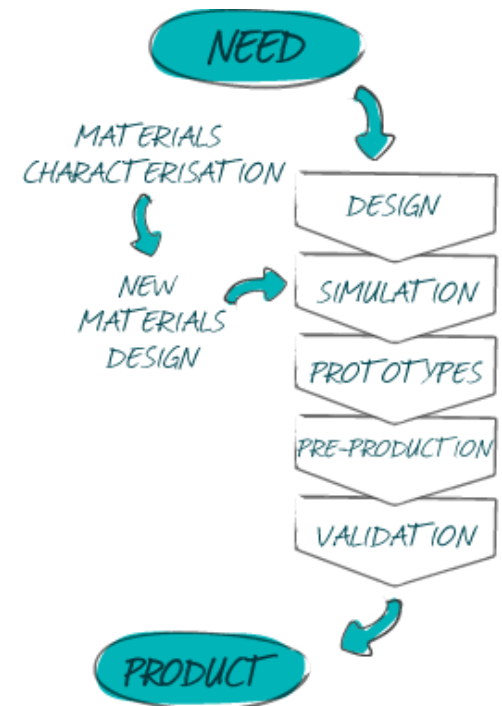 NEED
MATERIALS
CHARACTERISATION
DESIGN
NEW
MATERIALS
DESIGN
SIMULATION
PROTOTYPES
PRE-PRODUCTION
VALIDATION
PRODUCT